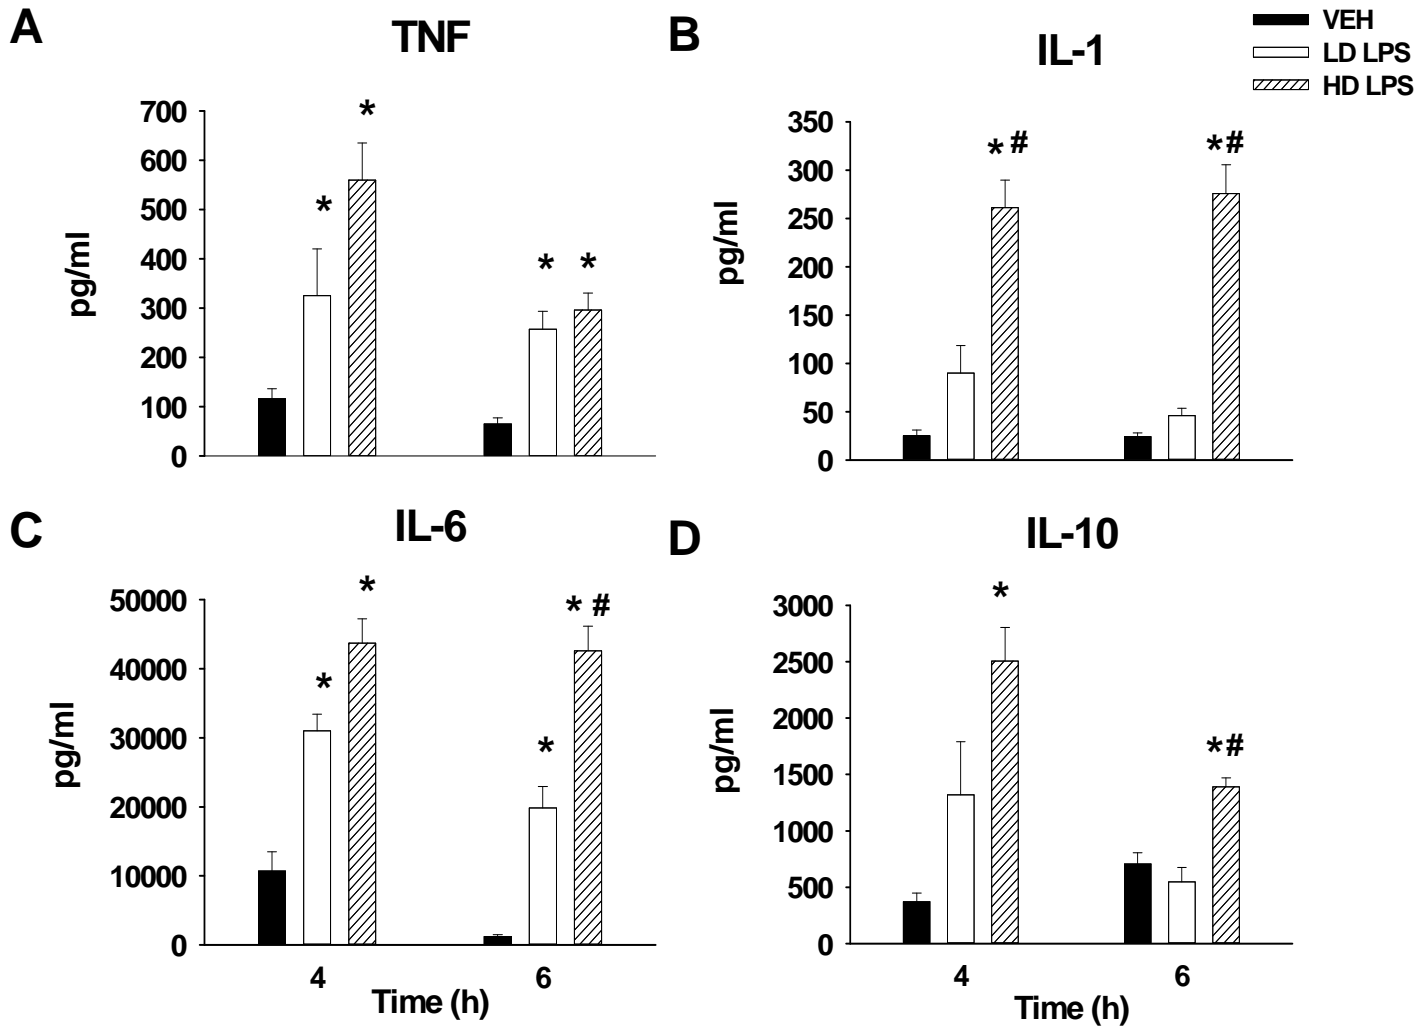 A
TNF
700
600
500
400
300
200
100
0
pg/ml
*
*
*
*
B
IL-1
VEH
LD LPS
HD LPS
350
300
250
200
150
100
50
0
pg/ml
*#
*#
C
IL-6
50000
40000
30000
20000
10000
0
pg/ml
*
*
*
* #
4
6
Time (h)
D
IL-10
3000
2500
2000
1500
1000
500
0
pg/ml
*
*#
4
6
Time (h)